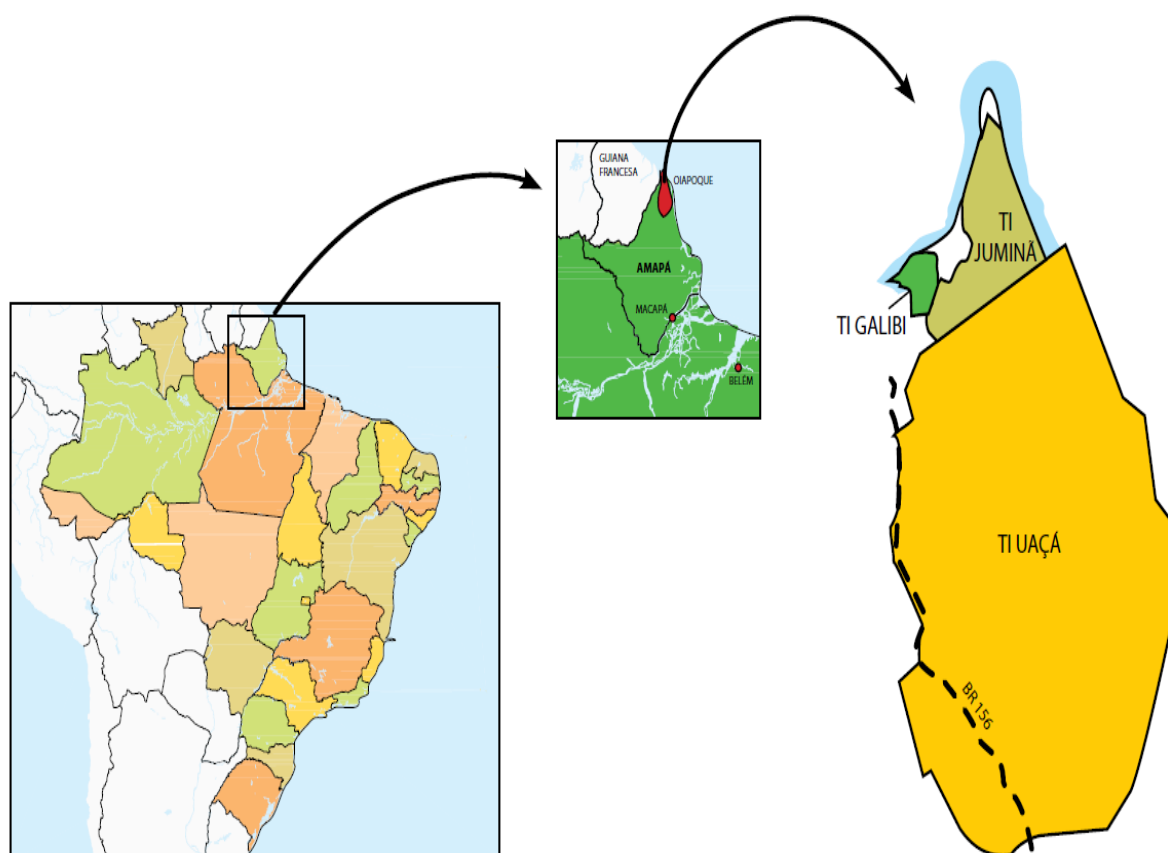 GUIANA
FRANCESA
OIAPOQUE
AMAPÁ
MACAPÁ
BELÉM
TI
JUMINÃ
TI GALIBI
TI UAÇÁ
BR 156